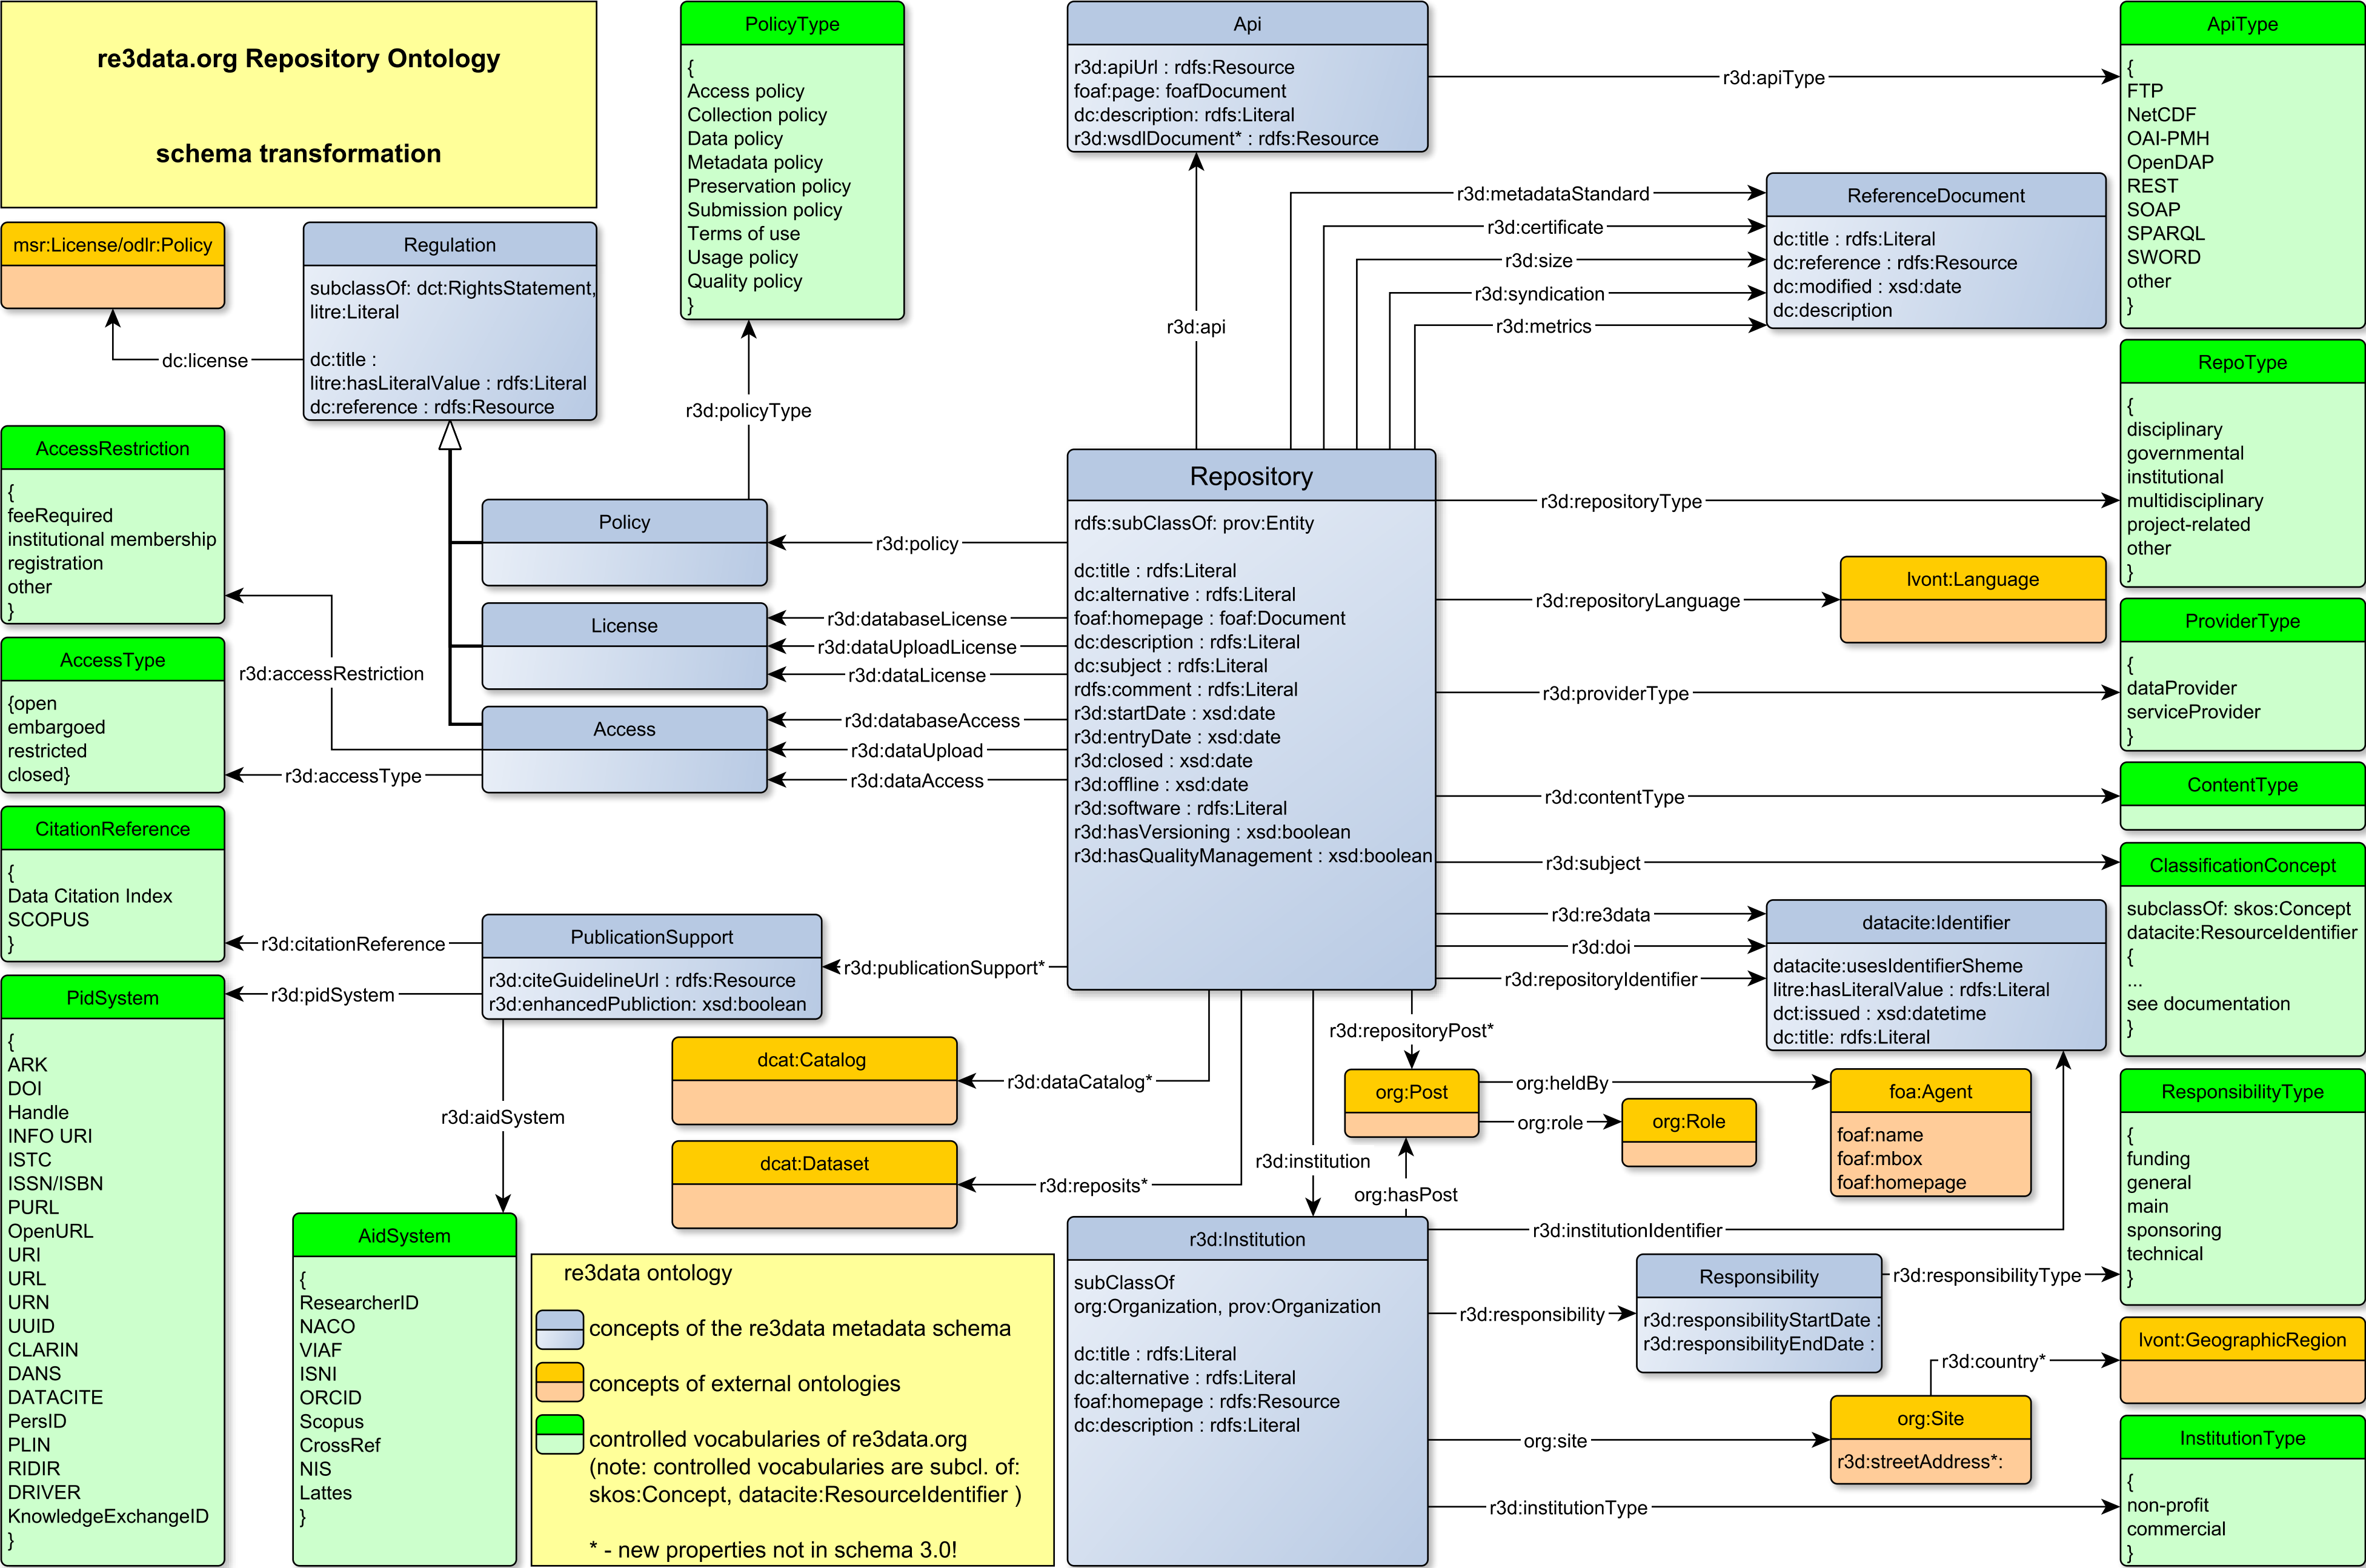 re3data.org Repository Ontology
schema transformation
PolicyType
{
Access policy
Collection policy
Data policy
Metadata policy
Preservation policy
Submission policy
Terms of use
Usage policy
Quality policy
}
Api
r3d:apiUrl : rdfs:Resource
foaf:page: foafDocument
dc:description: rdfs:Literal
r3d:wsdlDocument* : rdfs:Resource
r3d:apiType
ApiType
{
FTP
NetCDF
OAI-PMH
OpenDAP
REST
SOAP
SPARQL
SWORD
other
}
msr:License/odlr:Policy
dc:license
Regulation
subclassOf: dct:RightsStatement,
litre:Literal
dc:title :
litre:hasLiteralValue : rdfs:Literal
dc:reference : rdfs:Resource
r3d:policyType
r3d:api
r3d:metadataStandard
r3d:certificate
r3d:size
r3d:syndication
r3d:metrics
ReferenceDocument
dc:title : rdfs:Literal
dc:reference : rdfs:Resource
dc:modified : xsd:date
dc:description
AccessRestriction
{
feeRequired
institutional membership
registration
other
}
AccessType
{open
embargoed
restricted
closed}
r3d:accessRestriction
r3d:accessType
Policy
License
Access
r3d:policy
r3d:databaseLicense
r3d:dataUploadLicense
r3d:dataLicense
r3d:databaseAccess
r3d:dataUpload
r3d:dataAccess
Repository
rdfs:subClassOf: prov:Entity
dc:title : rdfs:Literal
dc:alternative : rdfs:Literal
foaf:homepage : foaf:Document
dc:description : rdfs:Literal
dc:subject : rdfs:Literal
rdfs:comment : rdfs:Literal
r3d:startDate : xsd:date
r3d:entryDate : xsd:date
r3d:closed : xsd:date
r3d:offline : xsd:date
r3d:software : rdfs:Literal
r3d:hasVersioning : xsd:boolean
r3d:hasQualityManagement : xsd:boolean
r3d:repositoryType
RepoType
{
disciplinary
governmental
institutional
multidisciplinary
project-related
other
}
r3d:repositoryLanguage
lvont:Language
r3d:providerType
ProviderType
{
dataProvider
serviceProvider
}
r3d:contentType
ContentType
r3d:subject
ClassificationConcept
subclassOf: skos:Concept
datacite:ResourceIdentifier
{
...
see documentation
}
r3d:re3data
r3d:doi
r3d:repositoryIdentifier
datacite:Identifier
datacite:usesIdentifierSheme
litre:hasLiteralValue : rdfs:Literal
dct:issued : xsd:datetime
dc:title: rdfs:Literal
CitationReference
{
Data Citation Index
SCOPUS
}
r3d:citationReference
r3d:pidSystem
PublicationSupport
r3d:citeGuidelineUrl : rdfs:Resource
r3d:enhancedPubliction: xsd:boolean
r3d:publicationSupport*
PidSystem
{
ARK
DOI
Handle
INFO URI
ISTC
ISSN/ISBN
PURL
OpenURL
URI
URL
URN
UUID
CLARIN
DANS
DATACITE
PersID
PLIN
RIDIR
DRIVER
KnowledgeExchangeID
}
r3d:aidSystem
AidSystem
{
ResearcherID
NACO
VIAF
ISNI
ORCID
Scopus
CrossRef
NIS
Lattes
}
dcat:Catalog
r3d:dataCatalog*
dcat:Dataset
r3d:reposits*
r3d:institution
r3d:repositoryPost*
org:Post
org:hasPost
org:heldBy
org:role
org:Role
foa:Agent
foaf:name
foaf:mbox
foaf:homepage
ResponsibilityType
{
funding
general
main
sponsoring
technical
}
r3d:Institution
subClassOf
org:Organization, prov:Organization
dc:title : rdfs:Literal
dc:alternative : rdfs:Literal
foaf:homepage : rdfs:Resource
dc:description : rdfs:Literal
r3d:institutionIdentifier
r3d:responsibility
Responsibility
r3d:responsibilityStartDate :
r3d:responsibilityEndDate :
r3d:responsibilityType
r3d:country*
lvont:GeographicRegion
org:site
org:Site
r3d:streetAddress*:
r3d:institutionType
InstitutionType
{
non-profit
commercial
}
re3data ontology
concepts of the re3data metadata schema
concepts of external ontologies
controlled vocabularies of re3data.org
(note: controlled vocabularies are subcl. of:
skos:Concept, datacite:ResourceIdentifier )
* - new properties not in schema 3.0!